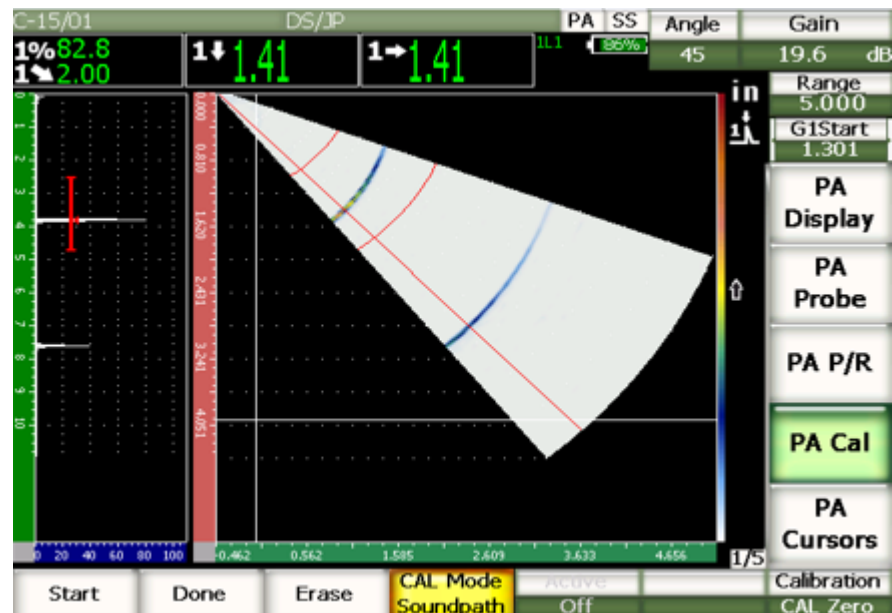 C-15/01 DS/JP PA SS Angle Gain
1%82.8 1 1.41 1 1.41 1L1 86% 45 19.6 dB
1 2.00
Range
5.000
in
G1Start
1.301
PA
Display
PA
Probe
PA P/R
PA Cal
PA
Cursors
0 1 2 3 4 5 6 7 8 9 10
0.000 0.810 1.620 2.431 3.241 4.051
0 20 40 60 80 100 -0.462 0.562 1.585 2.609 3.633 4.656 1/5
Start Done Erase CAL Mode Active Calibration
Soundpath Off CAL Zero